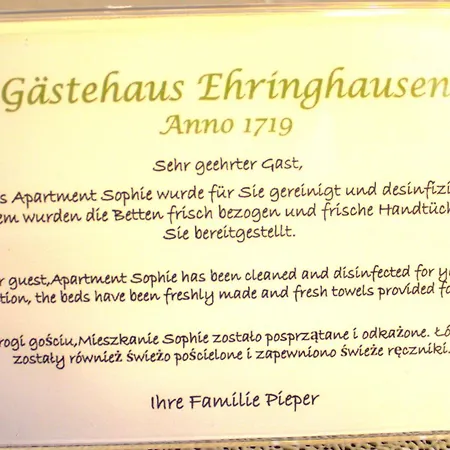 Gästehaus Ehringhausen
Anno 1719
Sehr geehrter Gast,
s Apartment Sophie wurde für Sie gereinigt und desinfizi
em wurden die Betten frisch bezogen und frische Handtüc
Sie bereitgestellt.
r guest,Apartment Sophie has been cleaned and disinfected for y
tion, the beds have been freshly made and fresh towels provided fo
rogi gościu,Mieszkanie Sophie zostało posprzątane i odkażone. Łó
zostały również świeżo pościelone i zapewniono świeże ręczniki.
Ihre Familie Pieper